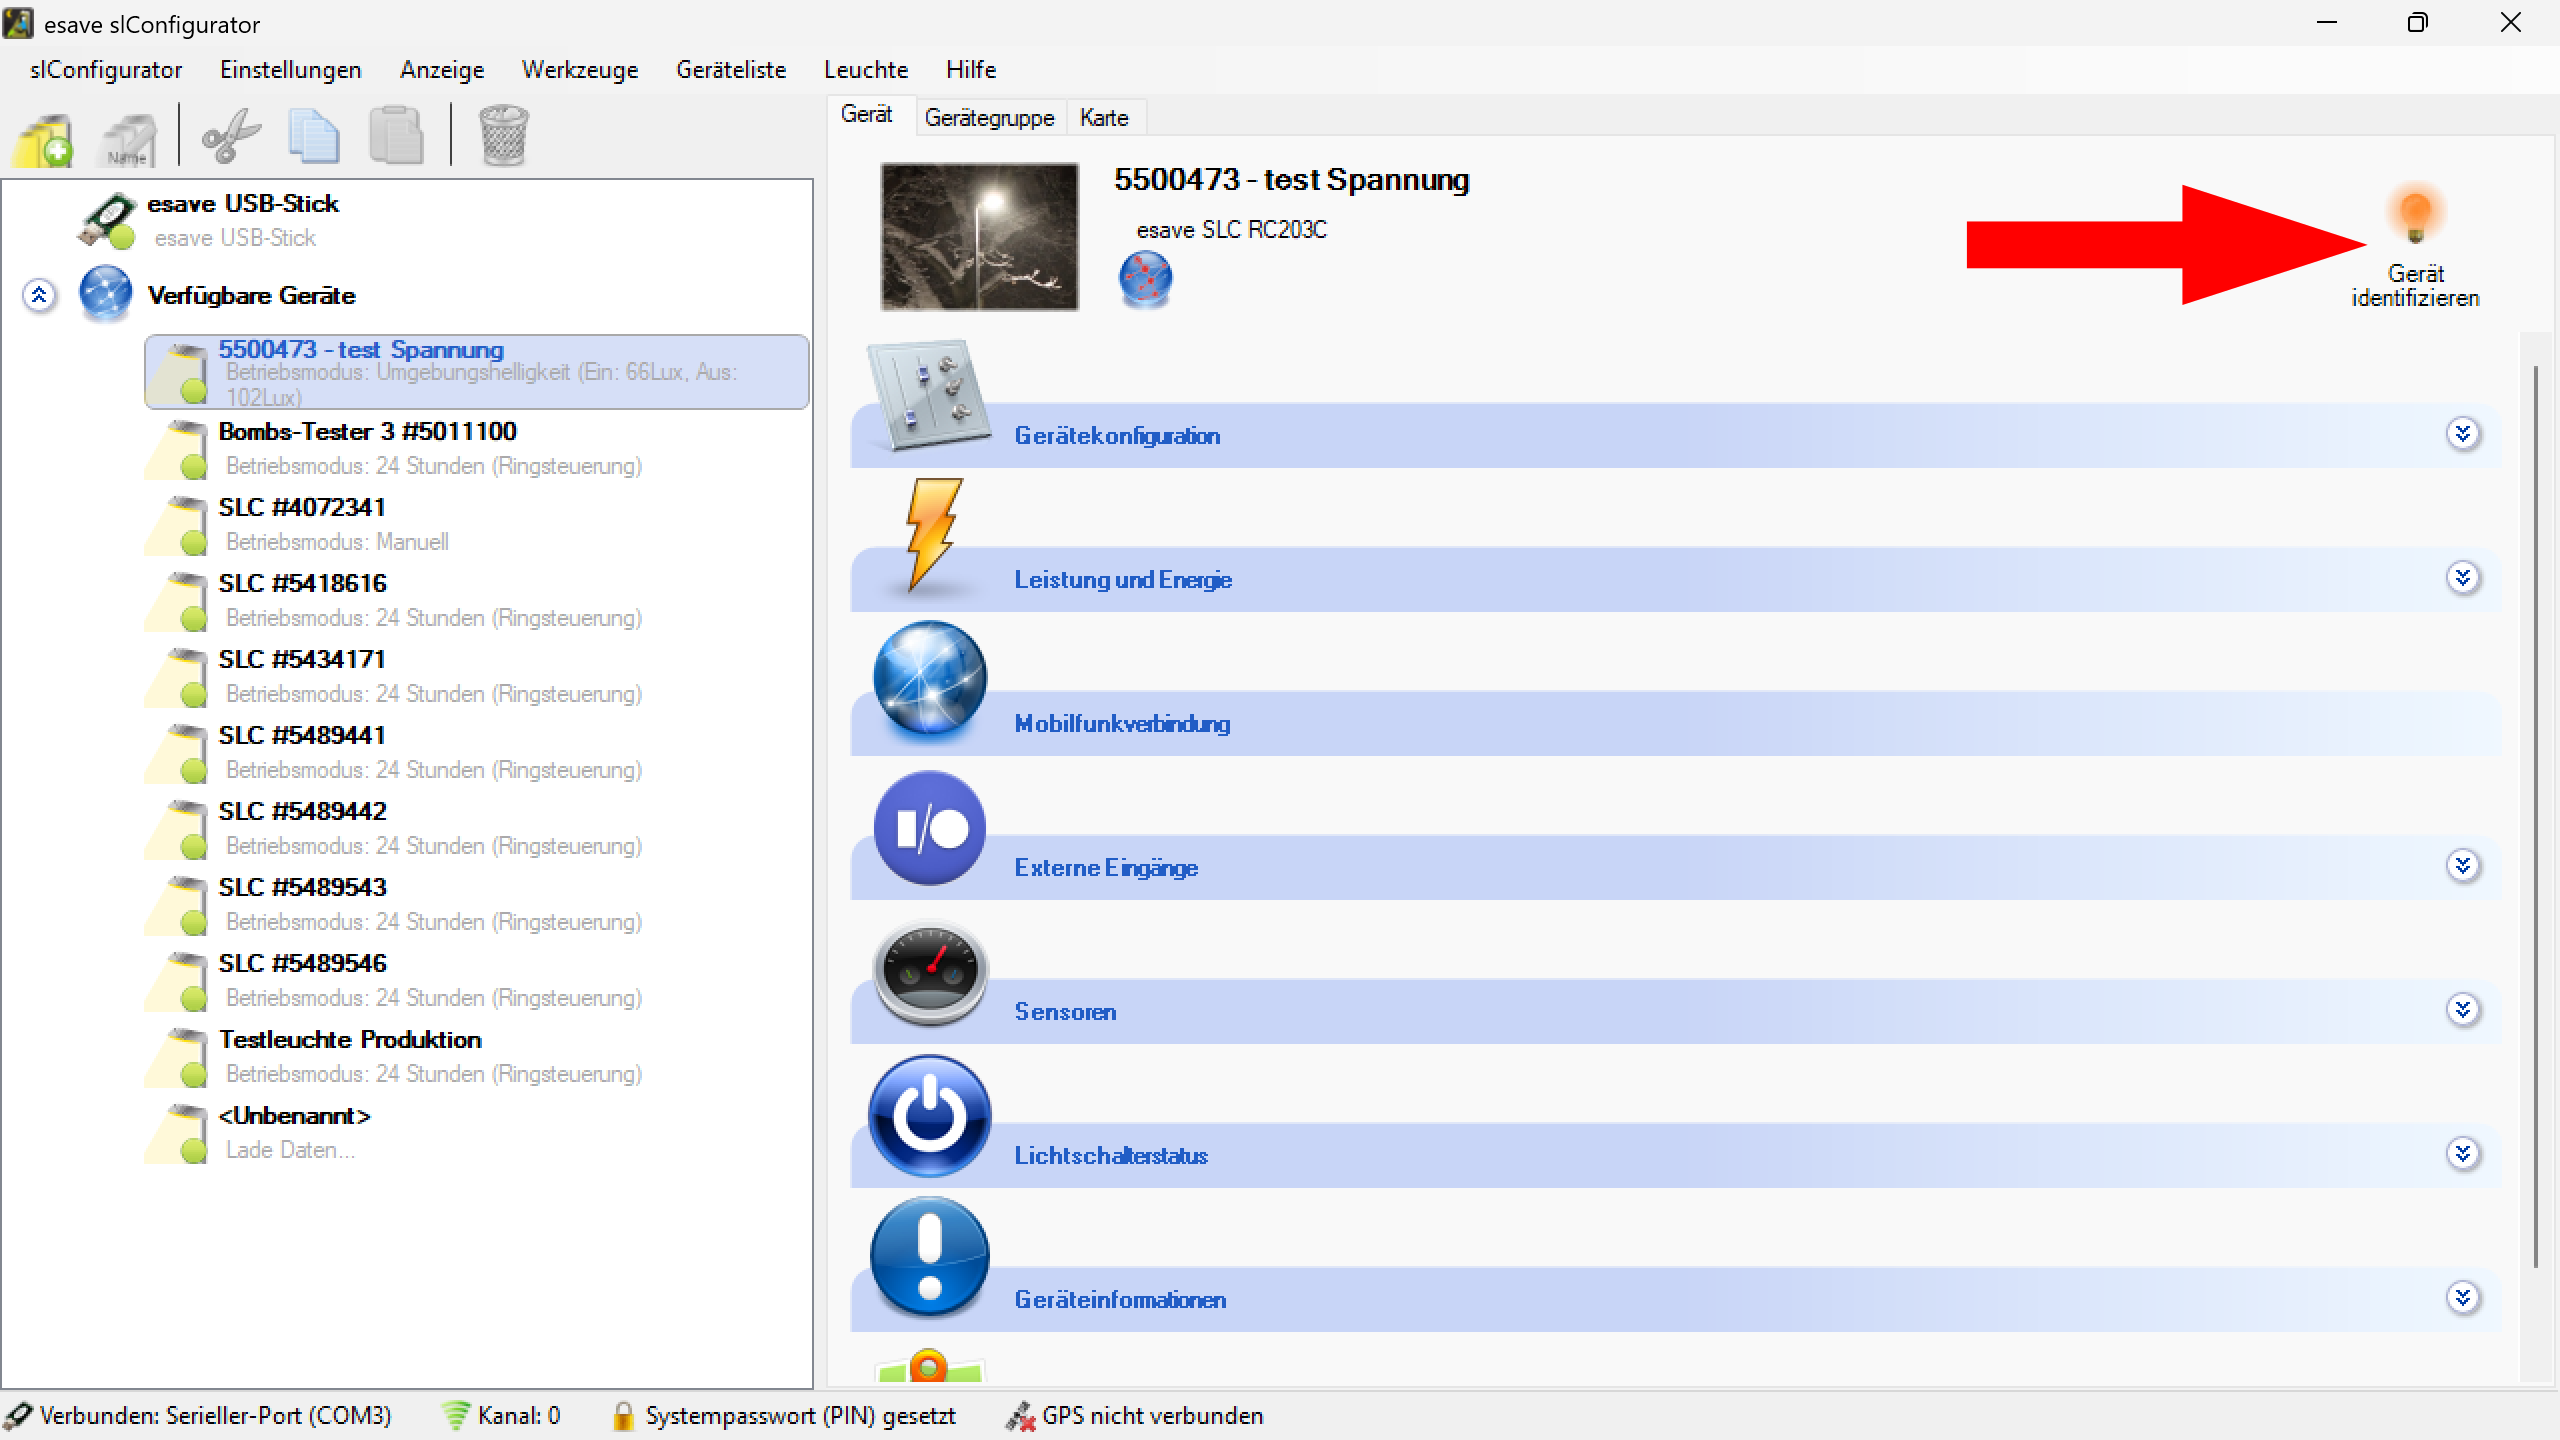 esave slConfigurator
slConfigurator Einstellungen Anzeige Werkzeuge Geräteliste Leuchte Hilfe
Name
esave USB-Stick
esave USB-Stick
Verfügbare Geräte
5500473 - test Spannung
Betriebsmodus: Umgebungshelligkeit (Ein: 66Lux, Aus:
102Lux)
Bombs-Tester 3 #5011100
Betriebsmodus: 24 Stunden (Ringsteuerung)
SLC #4072341
Betriebsmodus: Manuell
SLC #5418616
Betriebsmodus: 24 Stunden (Ringsteuerung)
SLC #5434171
Betriebsmodus: 24 Stunden (Ringsteuerung)
SLC #5489441
Betriebsmodus: 24 Stunden (Ringsteuerung)
SLC #5489442
Betriebsmodus: 24 Stunden (Ringsteuerung)
SLC #5489543
Betriebsmodus: 24 Stunden (Ringsteuerung)
SLC #5489546
Betriebsmodus: 24 Stunden (Ringsteuerung)
Testleuchte Produktion
Betriebsmodus: 24 Stunden (Ringsteuerung)
<Unbenannt>
Lade Daten...
Gerät Gerätegruppe Karte
5500473 - test Spannung
esave SLC RC203C
Gerät
identifizieren
Gerätekonfiguration
Leistung und Energie
Mobilfunkverbindung
I/O
Externe Eingänge
Sensoren
Lichtschalterstatus
Geräteinformationen
Verbunden: Serieller-Port (COM3) Kanal: 0 Systempasswort (PIN) gesetzt GPS nicht verbunden